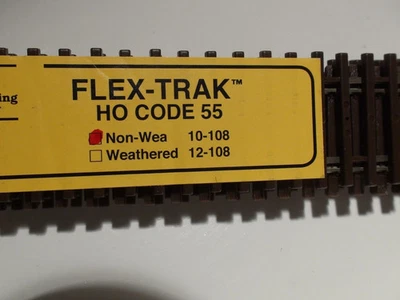 FLEX-TRAK™
HO CODE 55
Non-Wea 10-108
Weathered 12-108